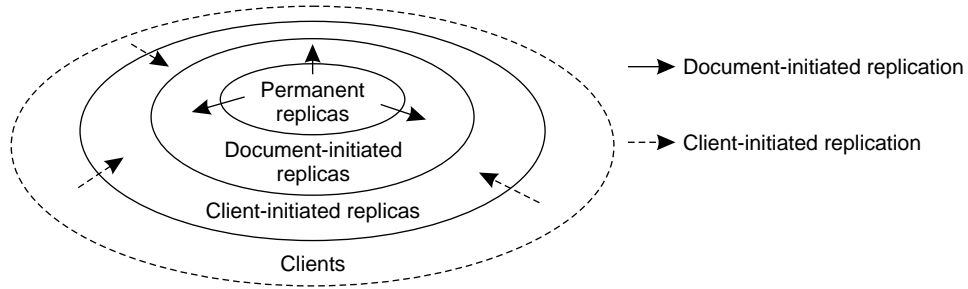 Permanent
replicas
Document-initiated
replicas
Client-initiated replicas
Clients
Document-initiated replication
Client-initiated replication